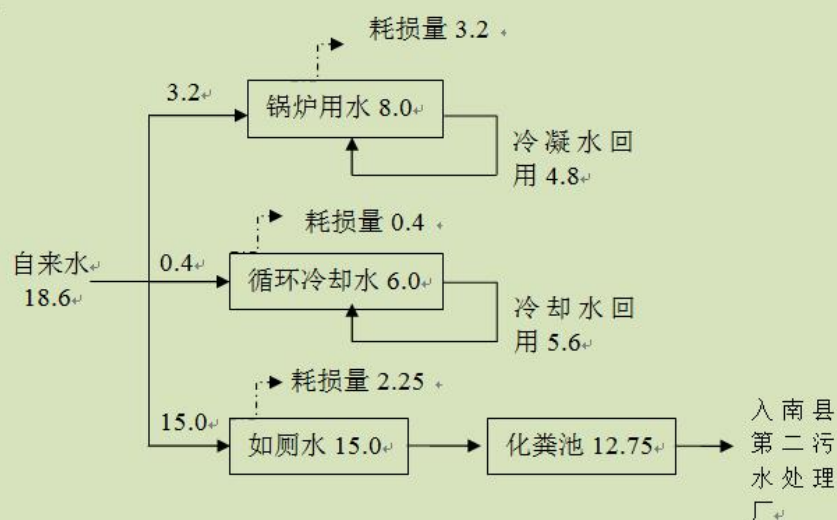 耗损量 3.2
3.2
锅炉用水 8.0
冷凝水回
用 4.8
耗损量 0.4
自来水
18.6
0.4
循环冷却水 6.0
冷却水回
用 5.6
耗损量 2.25
15.0
如厕水 15.0
化粪池 12.75
入南县
第二污
水处理
厂